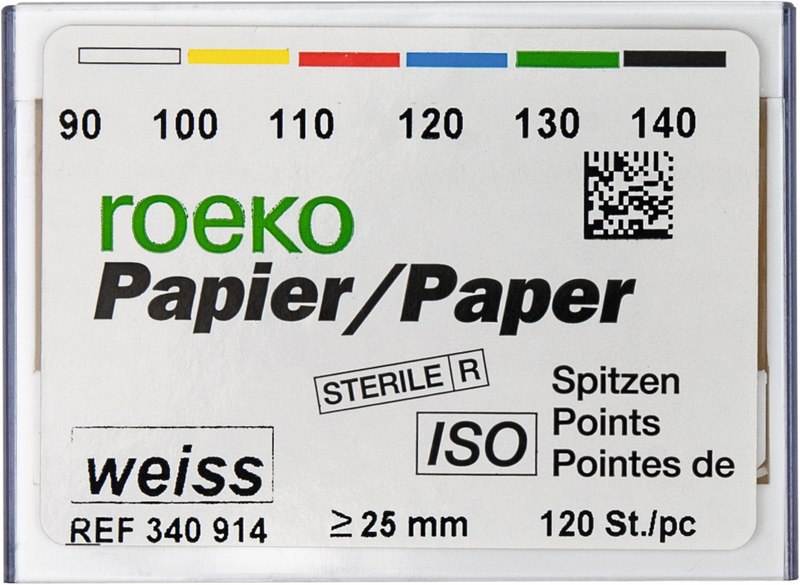 90 100 110 120 130 140
roeko
Papier/Paper
STERILE R
Spitzen
Points
Pointes de
ISO
weiss
REF 340 914
≥ 25 mm
120 St./pc